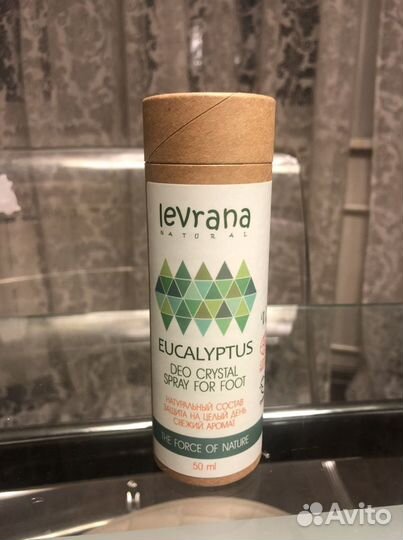 levrana
NATURAL
EUCALYPTUS
DEO CRYSTAL
SPRAY FOR FOOT
НАТУРАЛЬНЫЙ СОСТАВ
ЗАЩИТА НА ЦЕЛЫЙ ДЕНЬ
СВЕЖИЙ АРОМАТ
THE FORCE OF NATURE
50 ml
Avito